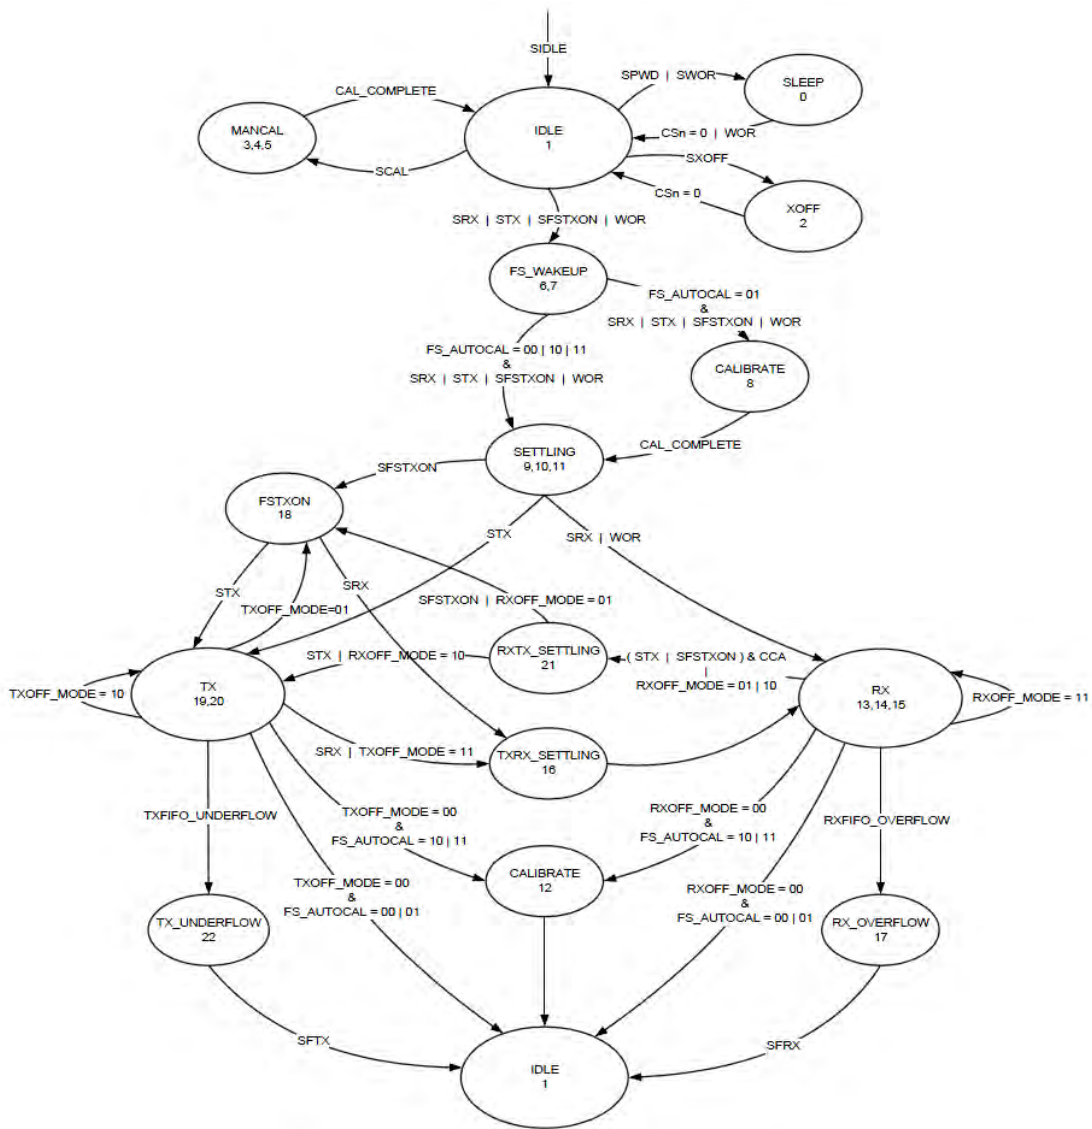 SIDLE
SPWD | SWOR
SLEEP
0
CAL_COMPLETE
IDLE
1
CSn = 0 | WOR
MANCAL
3,4,5
SCAL
SXOFF
CSn = 0
XOFF
2
SRX | STX | SFSTXON | WOR
FS_WAKEUP
6,7
FS_AUTOCAL = 01
&
SRX | STX | SFSTXON | WOR
FS_AUTOCAL = 00 | 10 | 11
&
SRX | STX | SFSTXON | WOR
CALIBRATE
8
SETTLING
9,10,11
CAL_COMPLETE
SFSTXON
FSTXON
18
STX
SRX | WOR
STX
SRX
TXOFF_MODE=01
SFSTXON | RXOFF_MODE = 01
RXTX_SETTLING
21
STX | RXOFF_MODE = 10
( STX | SFSTXON ) & CCA
|
RXOFF_MODE = 01 | 10
TXOFF_MODE = 10
TX
19,20
RX
13,14,15
RXOFF_MODE = 11
SRX | TXOFF_MODE = 11
TXRX_SETTLING
16
TXFIFO_UNDERFLOW
TXOFF_MODE = 00
&
FS_AUTOCAL = 10 | 11
RXOFF_MODE = 00
&
FS_AUTOCAL = 10 | 11
RXFIFO_OVERFLOW
CALIBRATE
12
TXOFF_MODE = 00
&
FS_AUTOCAL = 00 | 01
RXOFF_MODE = 00
&
FS_AUTOCAL = 00 | 01
TX_UNDERFLOW
22
RX_OVERFLOW
17
SFTX
SFRX
IDLE
1